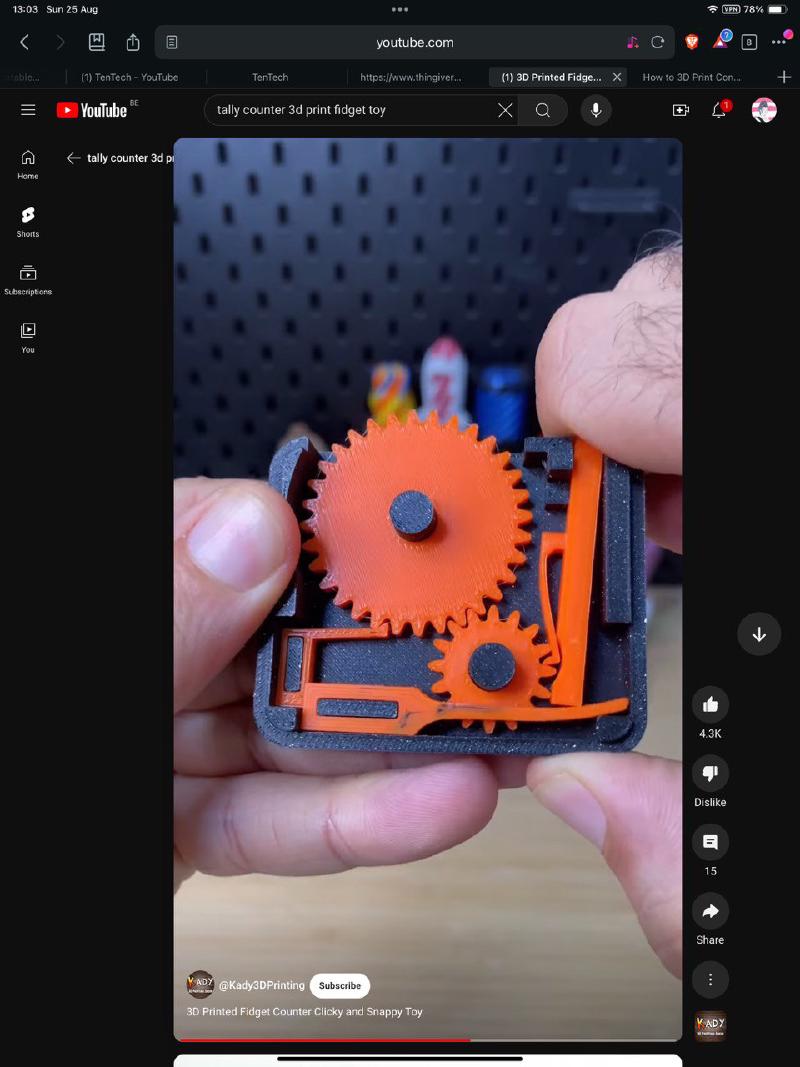 13:03 Sun 25 Aug
VPN 78%
youtube.com
?
B
(1) TenTech - YouTube
TenTech
https://www.thingiver...
(1) 3D Printed Fidge...
How to 3D Print Con...
YouTube BE
tally counter 3d print fidget toy
1
Home
tally counter 3d pr
Shorts
Subscriptions
You
4.3K
Dislike
15
Share
KADY
@Kady3DPrinting
Subscribe
3D Printed Fidget Counter Clicky and Snappy Toy
KADY